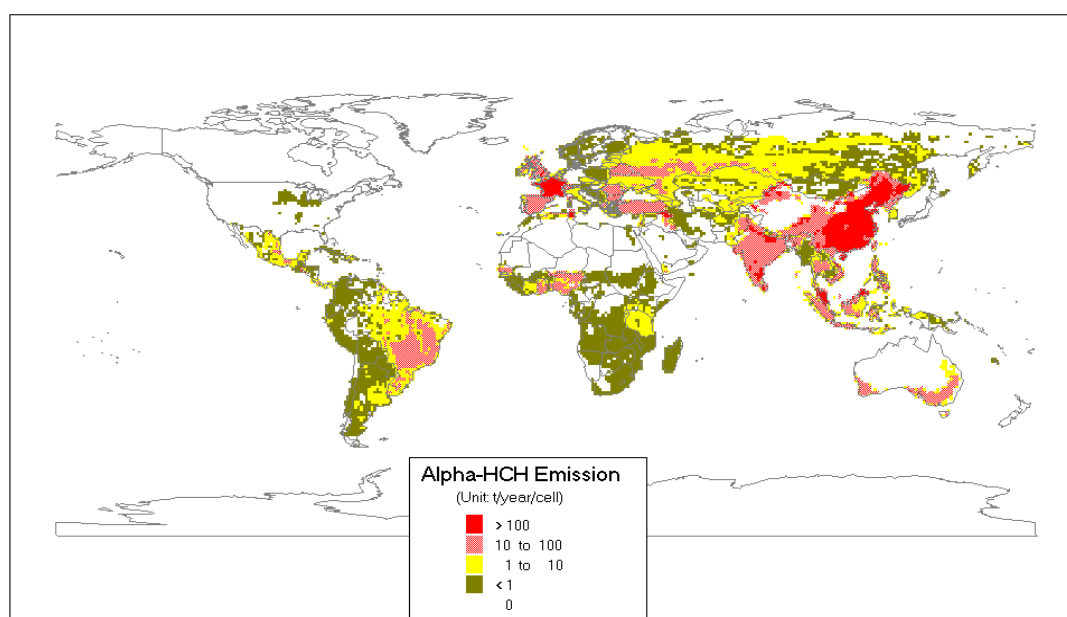 Alpha-HCH Emission
(Unit: t/year/cell)
> 100
10 to 100
1 to 10
< 1
0